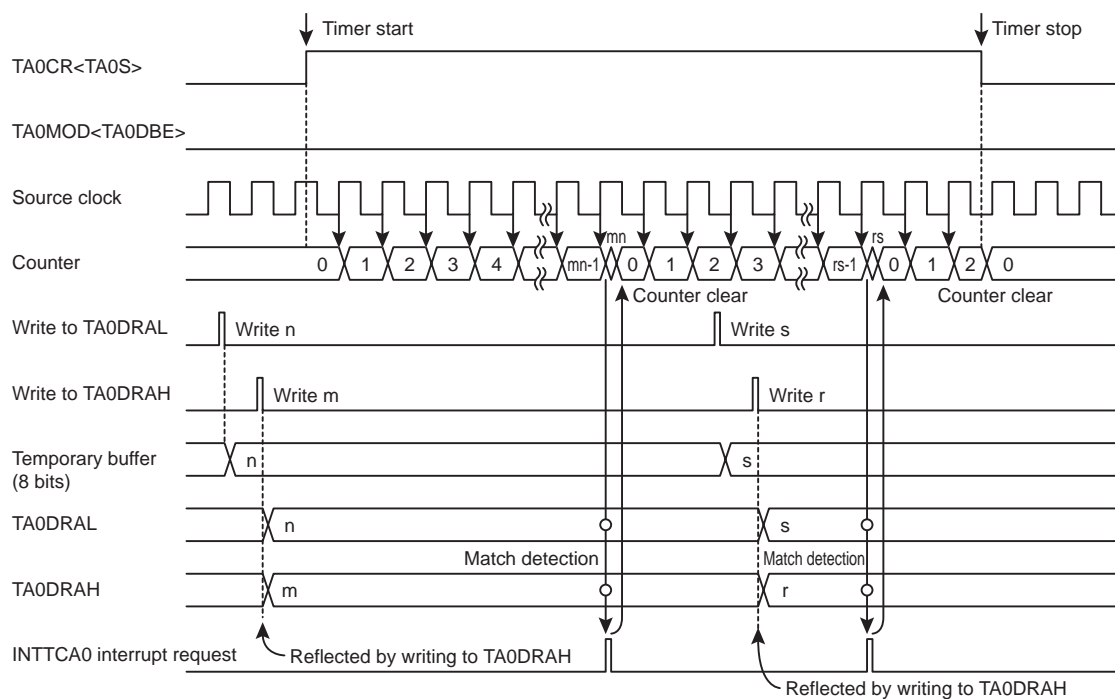 Timer start
Timer stop
TA0CR<TA0S>
TA0MOD<TA0DBE>
Source clock
mn
rs
Counter
0 1 2 3 4 mn-1 0 1 2 3 rs-1 0 1 2 0
Counter clear
Counter clear
Write to TA0DRAL
Write n
Write s
Write to TA0DRAH
Write m
Write r
Temporary buffer
(8 bits)
n
s
TA0DRAL
n
s
Match detection
Match detection
TA0DRAH
m
r
INTTCA0 interrupt request
Reflected by writing to TA0DRAH
Reflected by writing to TA0DRAH